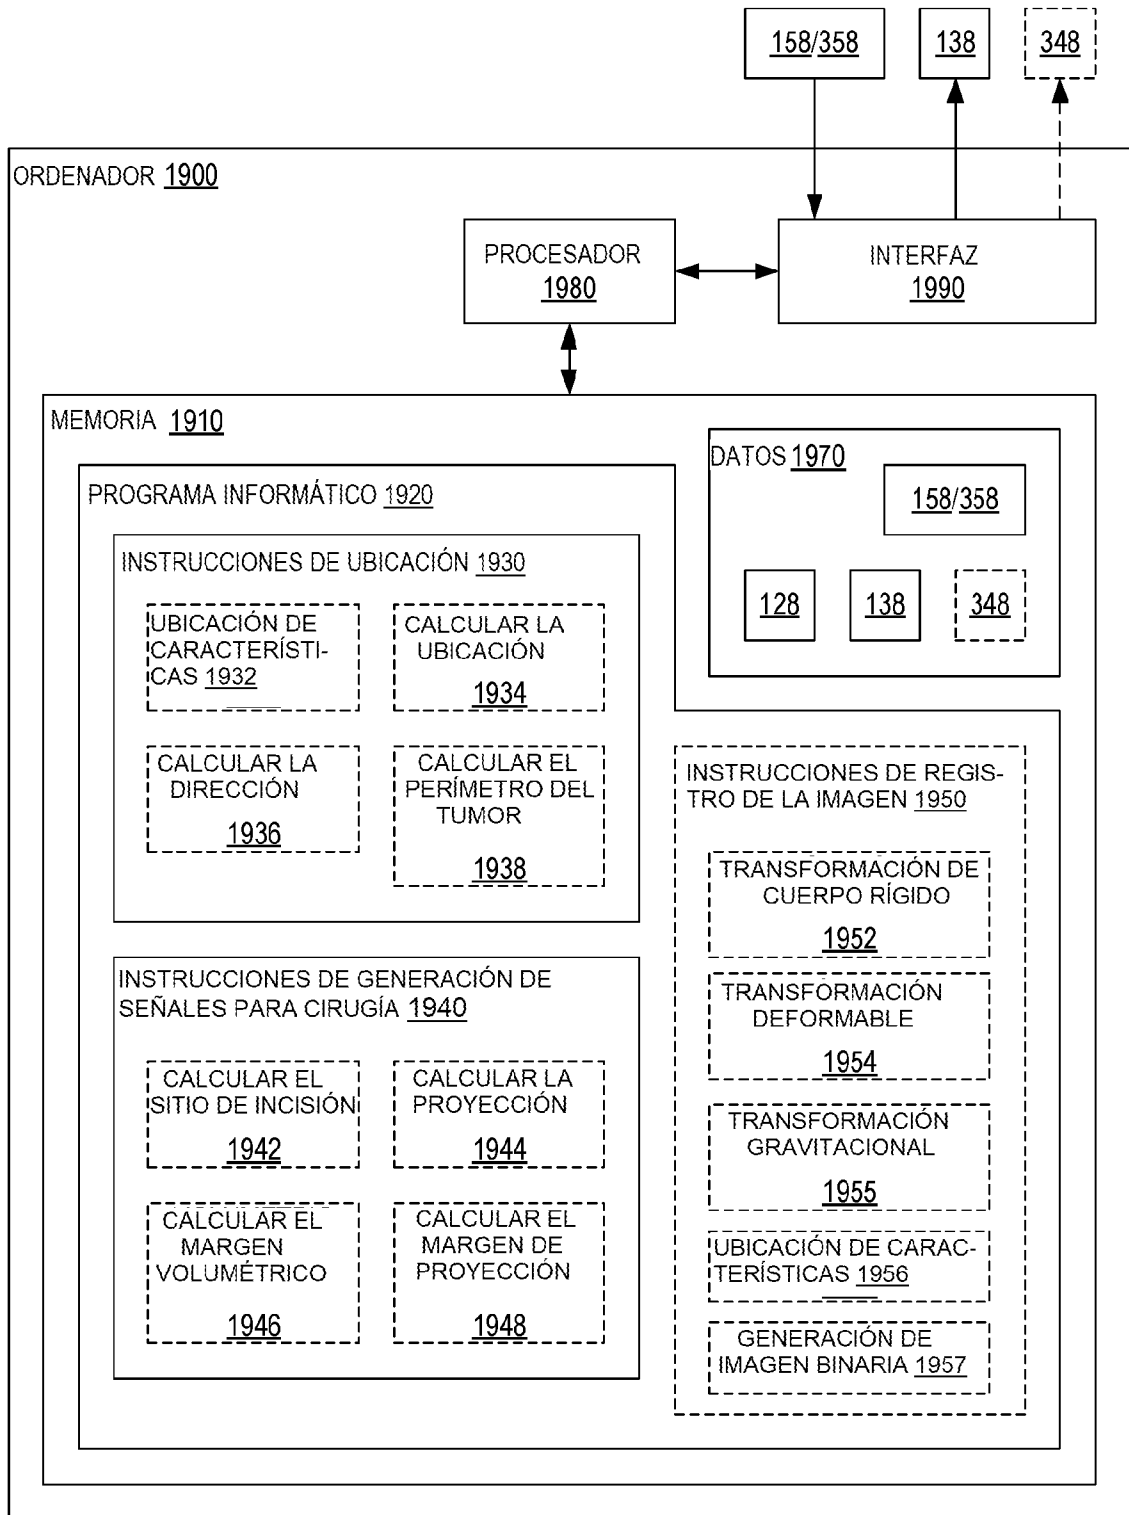 158/358
138
348
ORDENADOR 1900
PROCESADOR
1980
INTERFAZ
1990
MEMORIA 1910
DATOS 1970
158/358
128
138
348
PROGRAMA INFORMÁTICO 1920
INSTRUCCIONES DE UBICACIÓN 1930
UBICACIÓN DE
CARACTERÍSTI-
CAS 1932
CALCULAR LA
UBICACIÓN
1934
CALCULAR LA
DIRECCIÓN
1936
CALCULAR EL
PERÍMETRO DEL
TUMOR
1938
INSTRUCCIONES DE GENERACIÓN DE
SEÑALES PARA CIRUGÍA 1940
CALCULAR EL
SITIO DE INCISIÓN
1942
CALCULAR LA
PROYECCIÓN
1944
CALCULAR EL
MARGEN
VOLUMÉTRICO
1946
CALCULAR EL
MARGEN DE
PROYECCIÓN
1948
INSTRUCCIONES DE REGIS-
TRO DE LA IMAGEN 1950
TRANSFORMACIÓN DE
CUERPO RÍGIDO
1952
TRANSFORMACIÓN
DEFORMABLE
1954
TRANSFORMACIÓN
GRAVITACIONAL
1955
UBICACIÓN DE CARAC-
TERÍSTICAS 1956
GENERACIÓN DE
IMAGEN BINARIA 1957